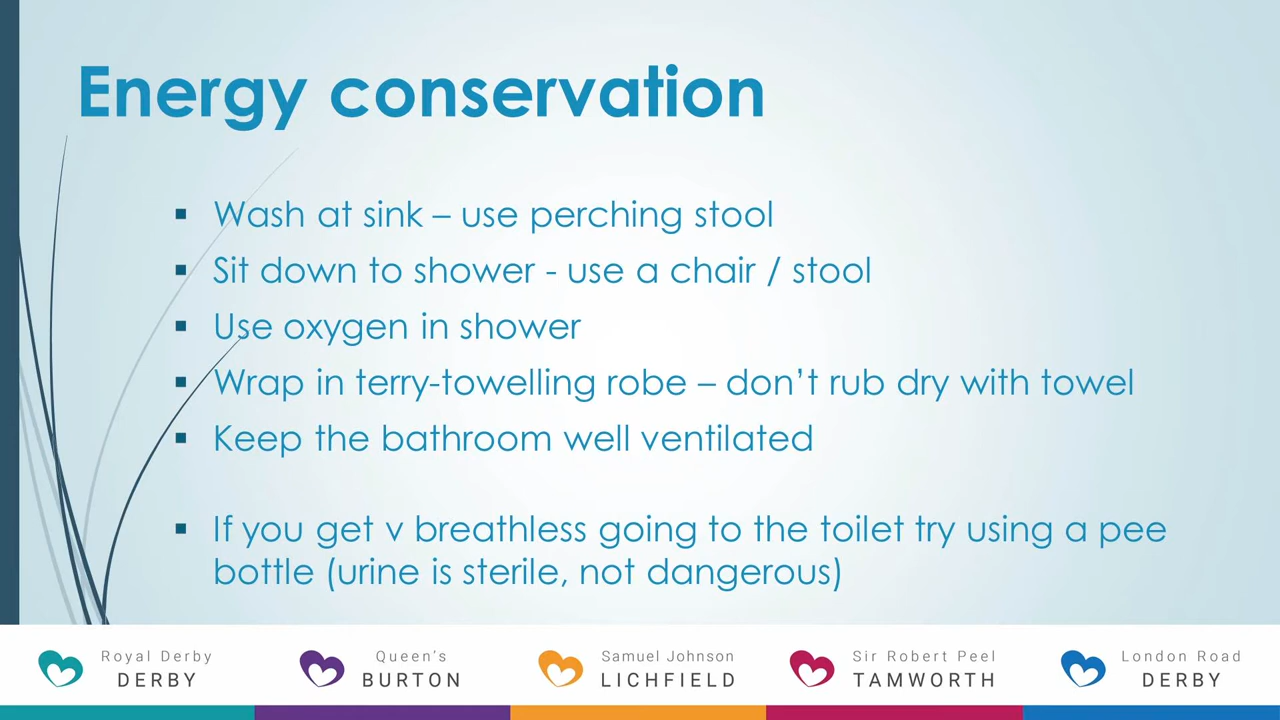 Energy conservation
▪ Wash at sink – use perching stool
▪ Sit down to shower - use a chair / stool
▪ Use oxygen in shower
▪ Wrap in terry-towelling robe – don’t rub dry with towel
▪ Keep the bathroom well ventilated
▪ If you get v breathless going to the toilet try using a pee
bottle (urine is sterile, not dangerous)
Royal Derby
DERBY
Queen's
BURTON
Samuel Johnson
LICHFIELD
Sir Robert Peel
TAMWORTH
London Road
DERBY